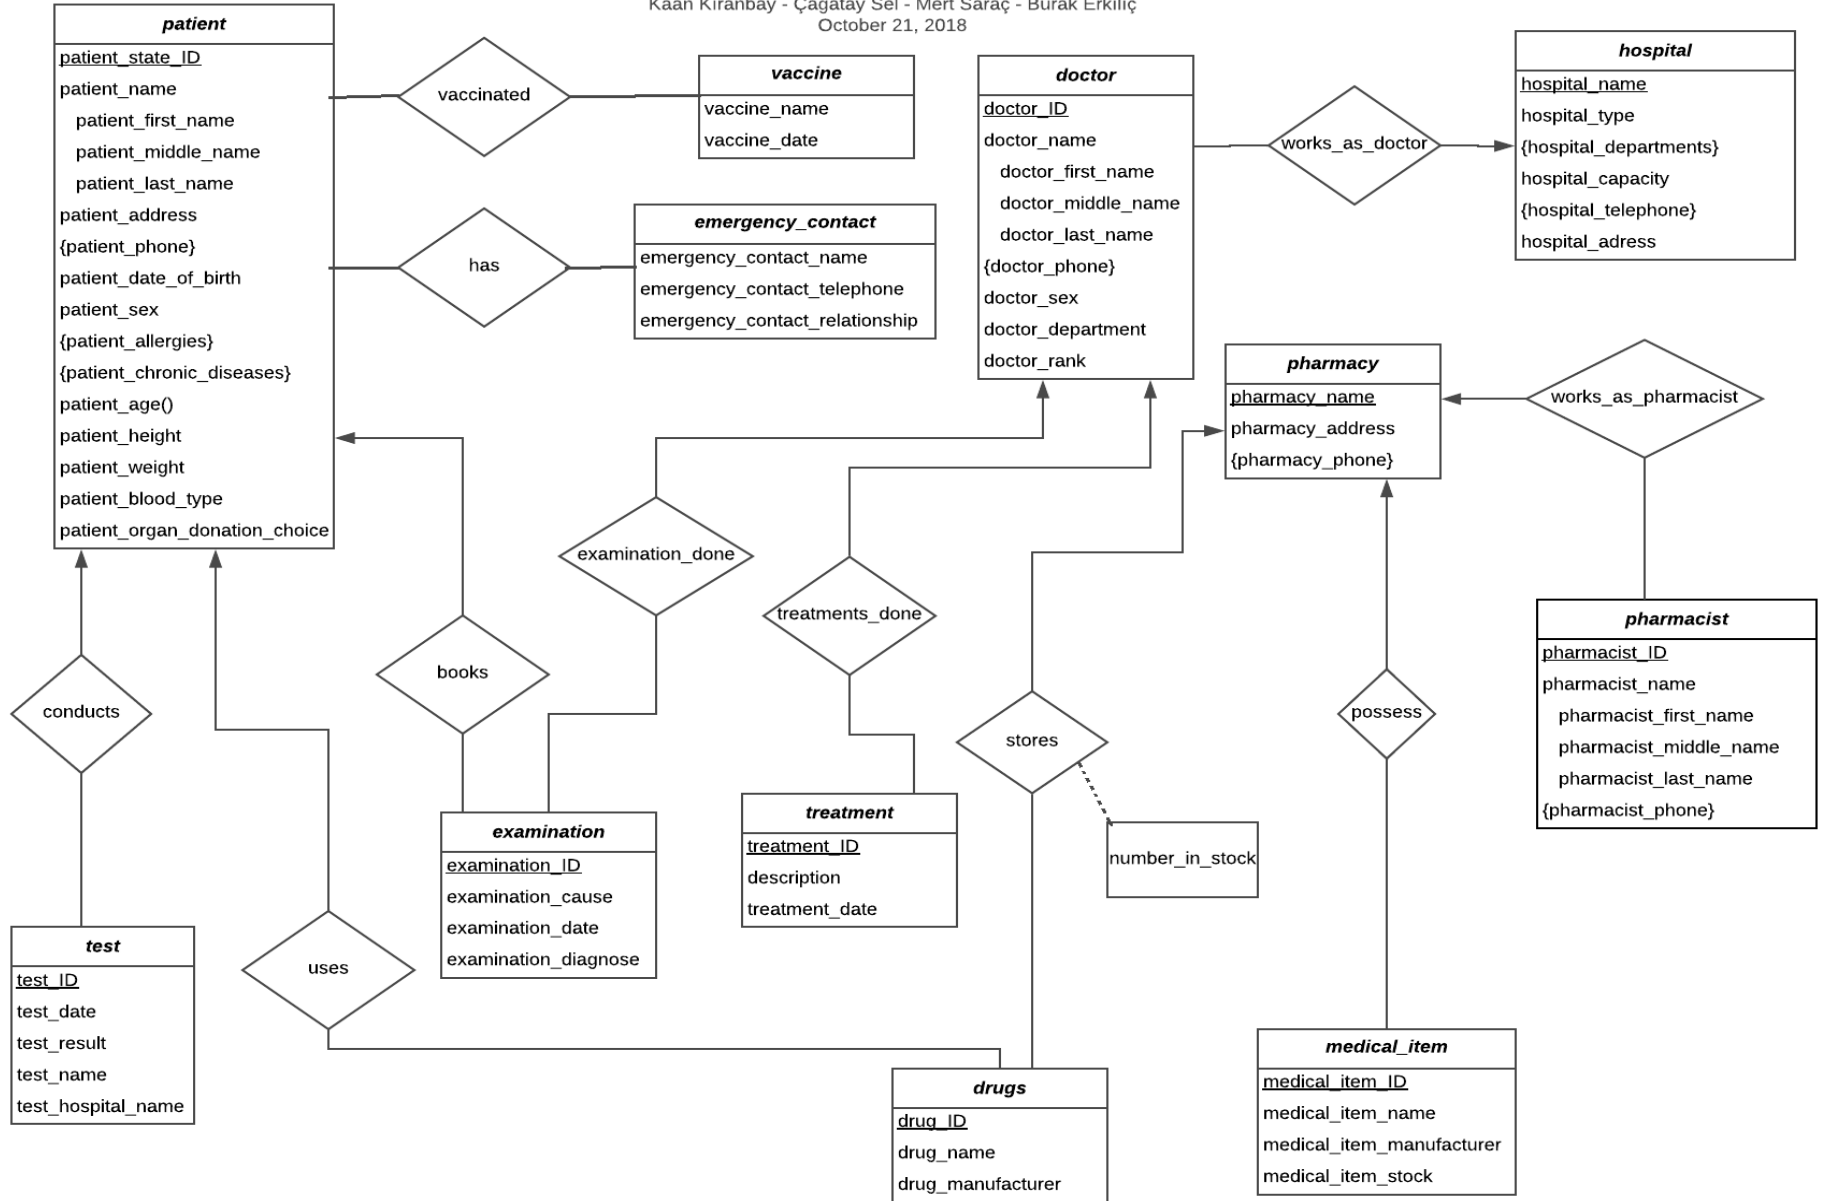 Kaan Kıranbay - Çağatay Sel - Mert Saraç - Burak Erkılıç
October 21, 2018
patient
patient_state_ID
patient_name
patient_first_name
patient_middle_name
patient_last_name
patient_address
{patient_phone}
patient_date_of_birth
patient_sex
{patient_allergies}
{patient_chronic_diseases}
patient_age()
patient_height
patient_weight
patient_blood_type
patient_organ_donation_choice
vaccinated
vaccine
vaccine_name
vaccine_date
has
emergency_contact
emergency_contact_name
emergency_contact_telephone
emergency_contact_relationship
doctor
doctor_ID
doctor_name
doctor_first_name
doctor_middle_name
doctor_last_name
{doctor_phone}
doctor_sex
doctor_department
doctor_rank
works_as_doctor
hospital
hospital_name
hospital_type
{hospital_departments}
hospital_capacity
{hospital_telephone}
hospital_adress
pharmacy
pharmacy_name
pharmacy_address
{pharmacy_phone}
works_as_pharmacist
examination_done
treatments_done
books
conducts
stores
possess
pharmacist
pharmacist_ID
pharmacist_name
pharmacist_first_name
pharmacist_middle_name
pharmacist_last_name
{pharmacist_phone}
number_in_stock
examination
examination_ID
examination_cause
examination_date
examination_diagnose
treatment
treatment_ID
description
treatment_date
uses
test
test_ID
test_date
test_result
test_name
test_hospital_name
drugs
drug_ID
drug_name
drug_manufacturer
medical_item
medical_item_ID
medical_item_name
medical_item_manufacturer
medical_item_stock